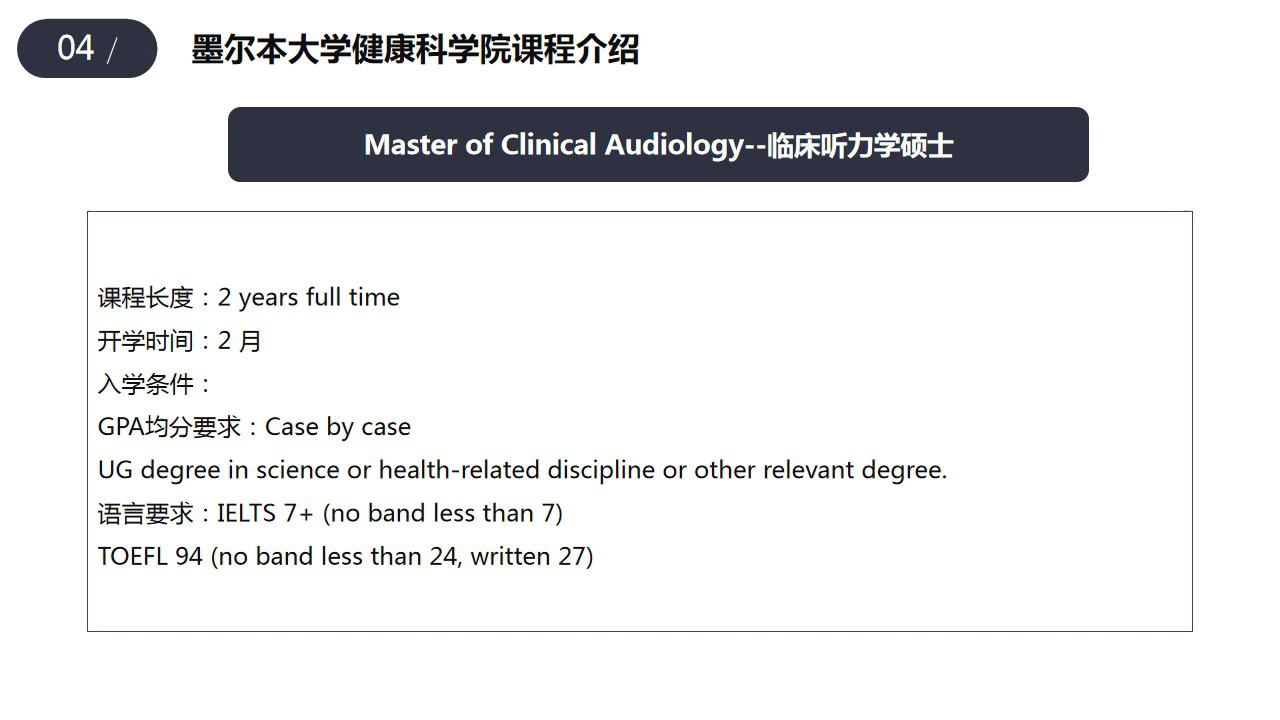 04 /
墨尔本大学健康科学院课程介绍
Master of Clinical Audiology--临床听力学硕士
课程长度：2 years full time
开学时间：2 月
入学条件：
GPA均分要求：Case by case
UG degree in science or health-related discipline or other relevant degree.
语言要求：IELTS 7+ (no band less than 7)
TOEFL 94 (no band less than 24, written 27)